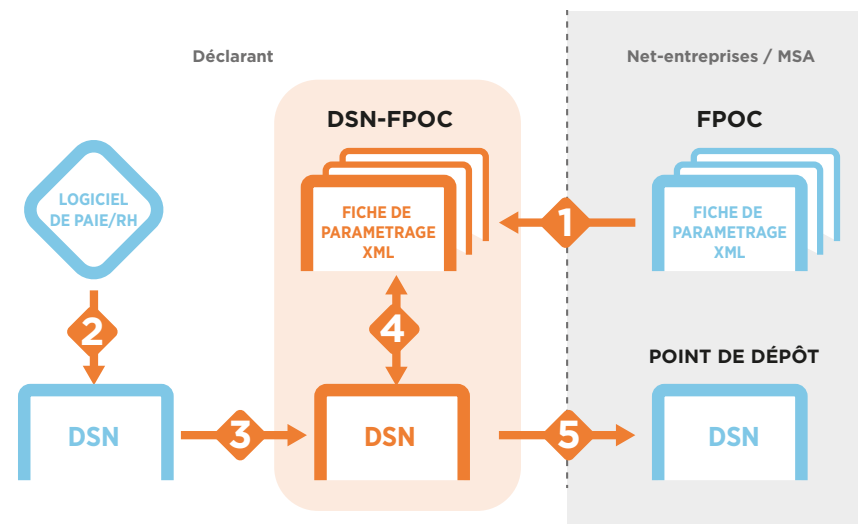 Déclarant
Net-entreprises / MSA
DSN-FPOC
FPOC
LOGICIEL
DE PAIE/RH
FICHE DE
PARAMETRAGE
XML
1
FICHE DE
PARAMETRAGE
XML
2
4
POINT DE DÉPÔT
DSN
3
DSN
5
DSN